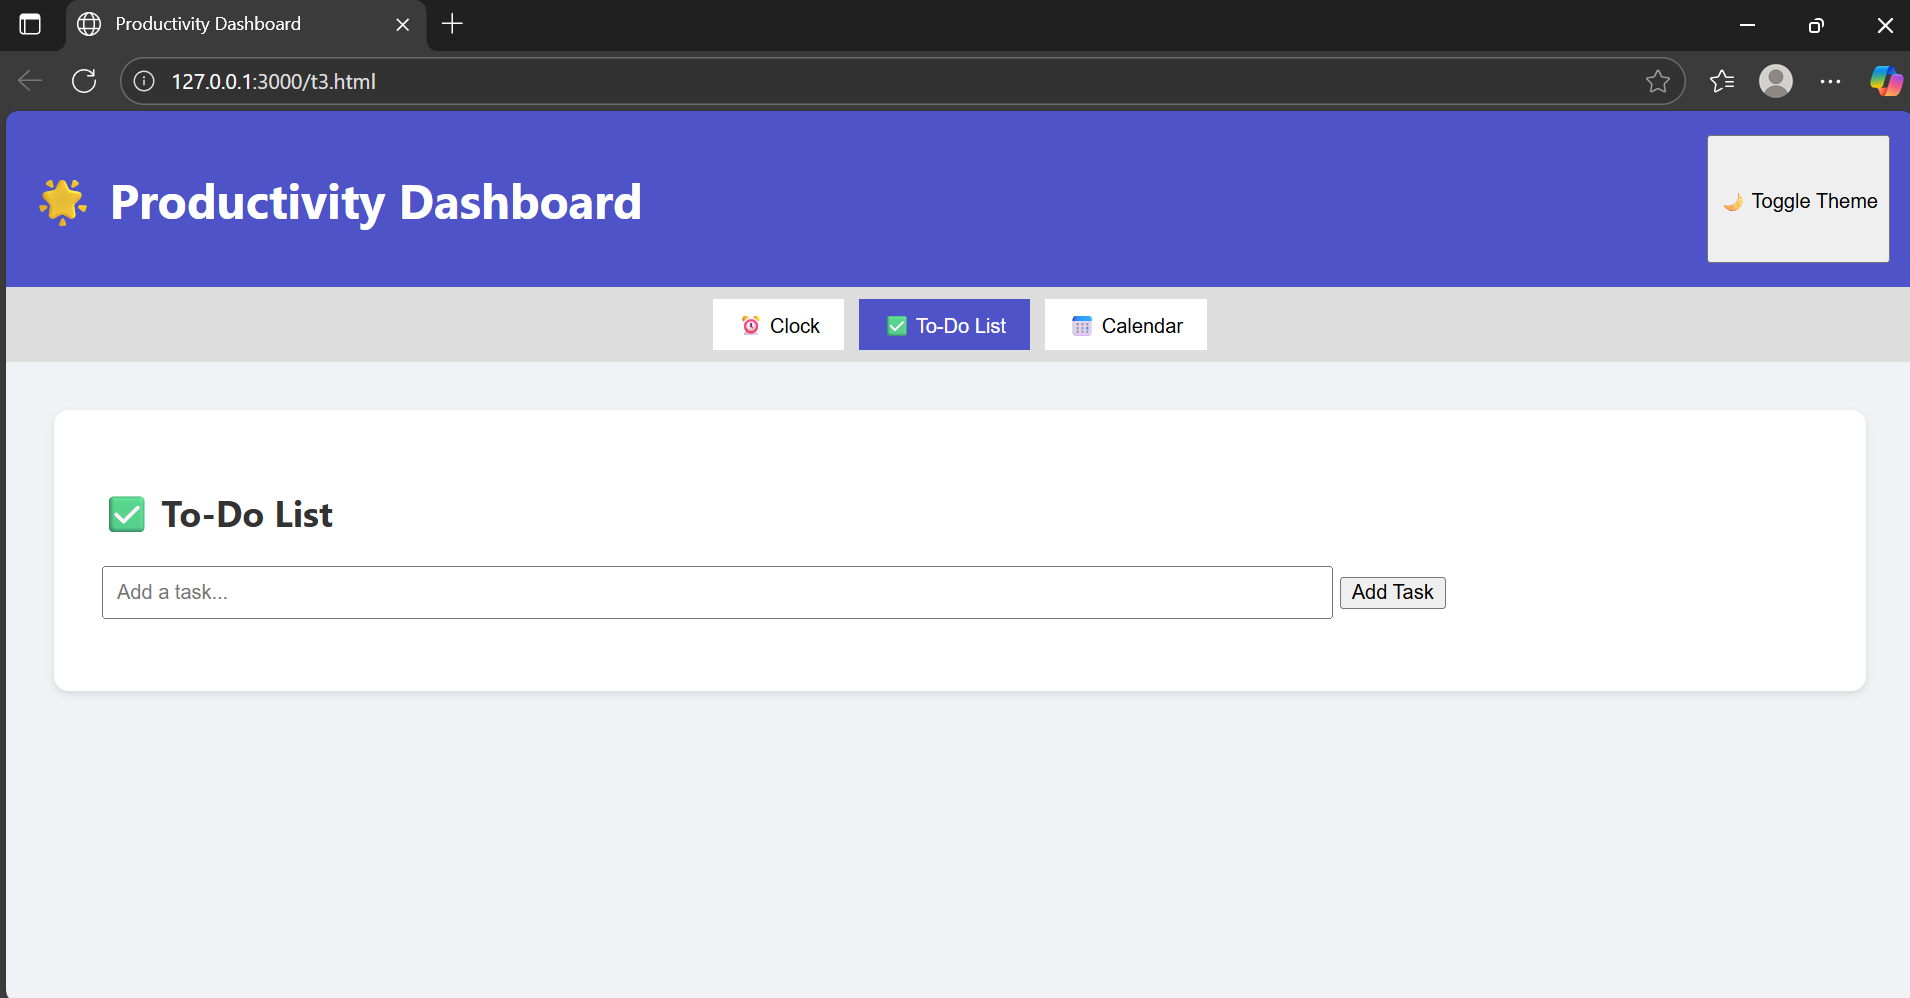 Productivity Dashboard
127.0.0.1:3000/t3.html
🌟 Productivity Dashboard
🌙 Toggle Theme
⏰ Clock
✅ To-Do List
📅 Calendar
✅ To-Do List
Add a task...
Add Task